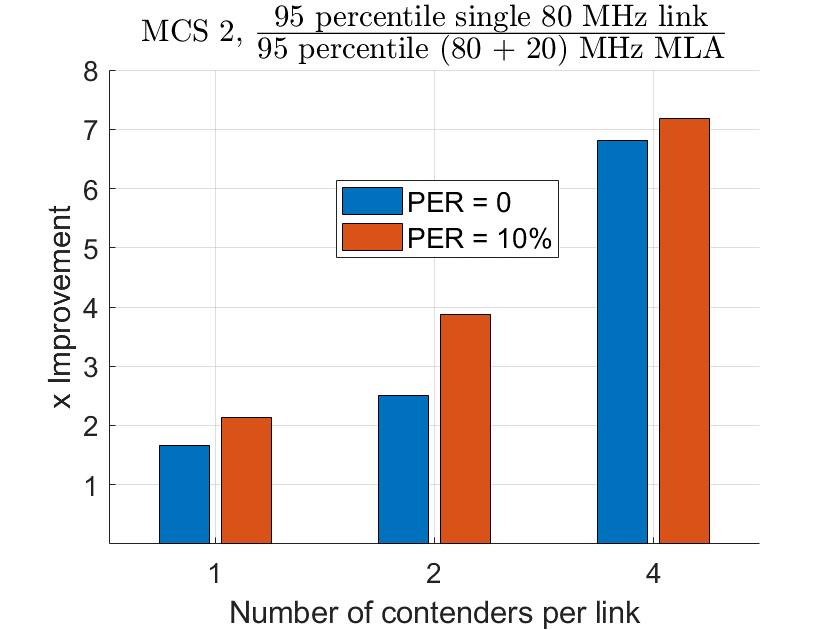 MCS 2, 95 percentile single 80 MHz link
95 percentile (80 + 20) MHz MLA
8
7
6
5
4
3
2
1
x Improvement
PER = 0
PER = 10%
1 2 4
Number of contenders per link